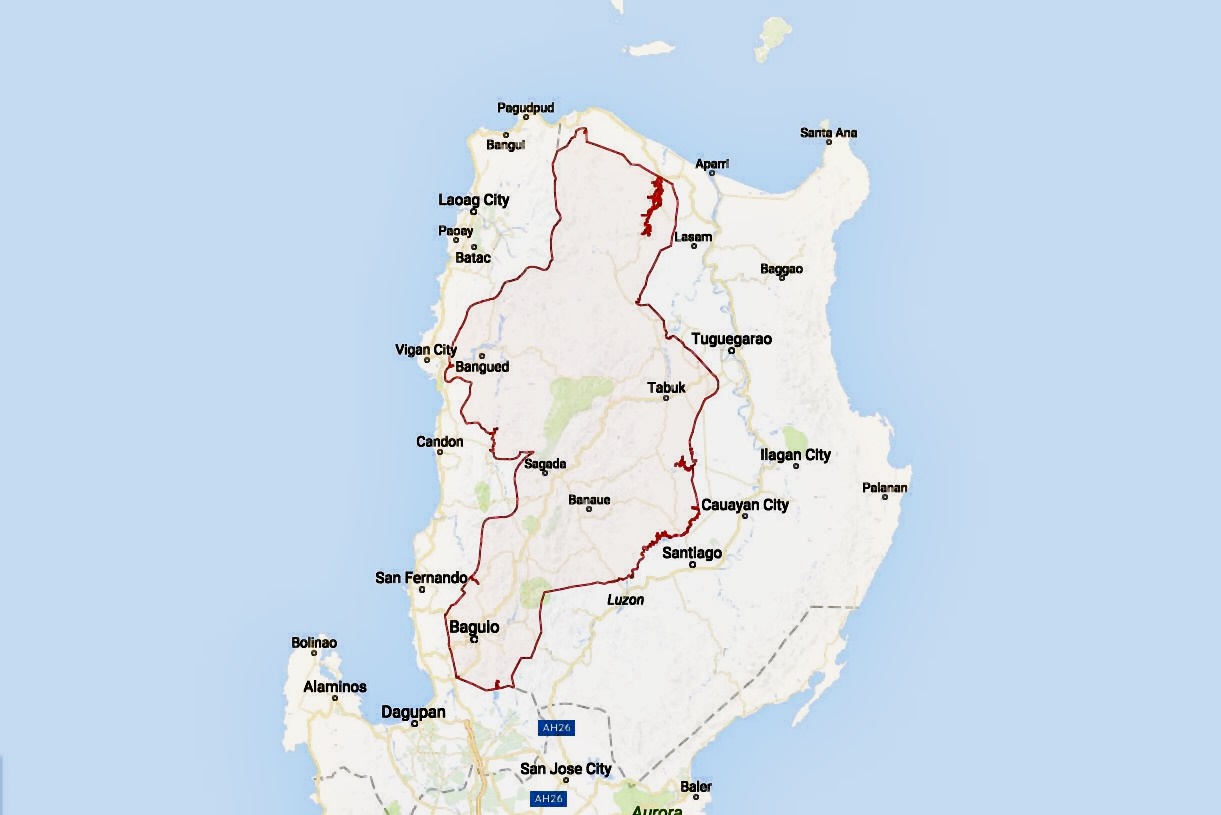 Pagudpud
Bangui
Santa Ana
Aparri
Laoag City
Paoay
Batac
Lasam
Baggao
Vigan City
Bangued
Tuguegarao
Tabuk
Candon
Sagada
Ilagan City
Palanan
Banaue
Cauayan City
Santiago
San Fernando
Luzon
Baguio
Bolinao
Alaminos
Dagupan
AH26
San Jose City
AH26
Baler
Aurora